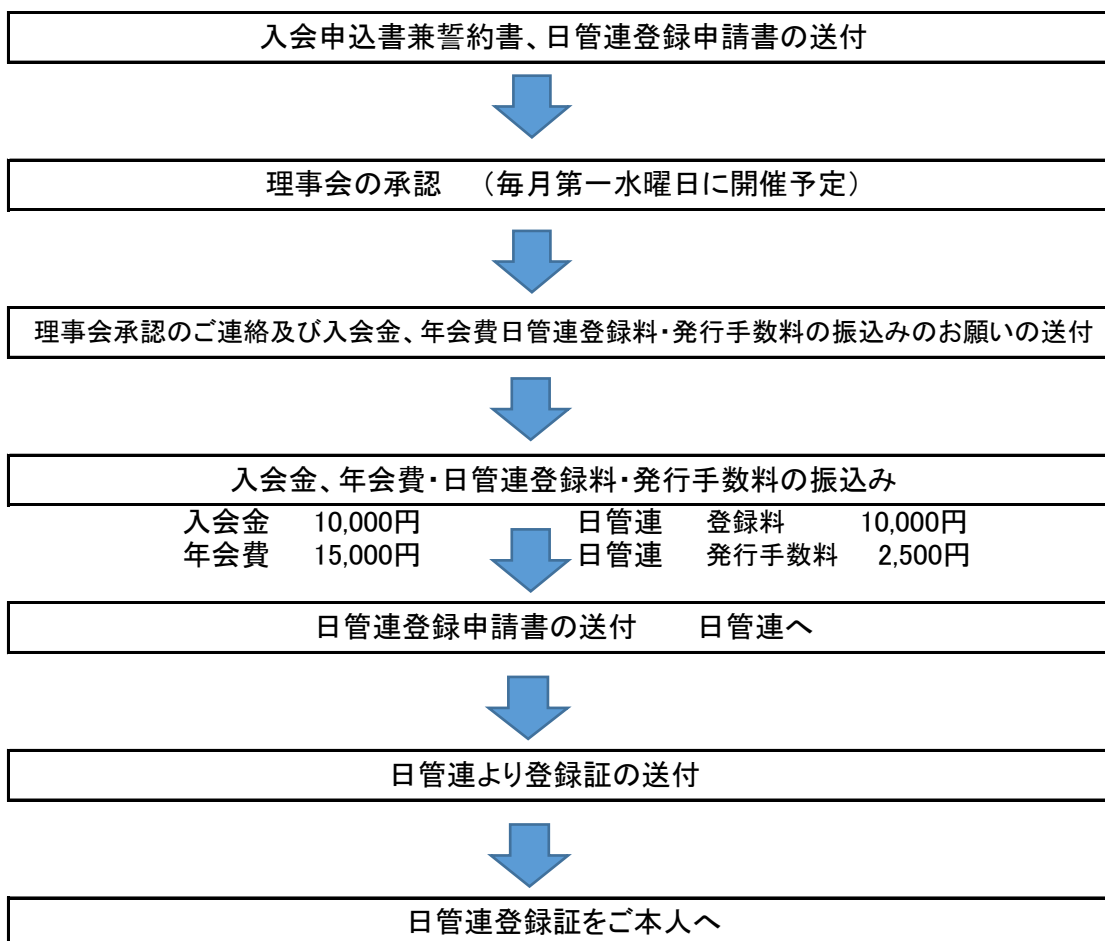 入会申込書兼誓約書、日管連登録申請書の送付
理事会の承認　（毎月第一水曜日に開催予定）
理事会承認のご連絡及び入会金、年会費日管連登録料・発行手数料の振込みのお願いの送付
入会金、年会費・日管連登録料・発行手数料の振込み
入会金　10,000円　日管連　登録料　10,000円
年会費　15,000円　日管連　発行手数料　2,500円
日管連登録申請書の送付　　日管連へ
日管連より登録証の送付
日管連登録証をご本人へ